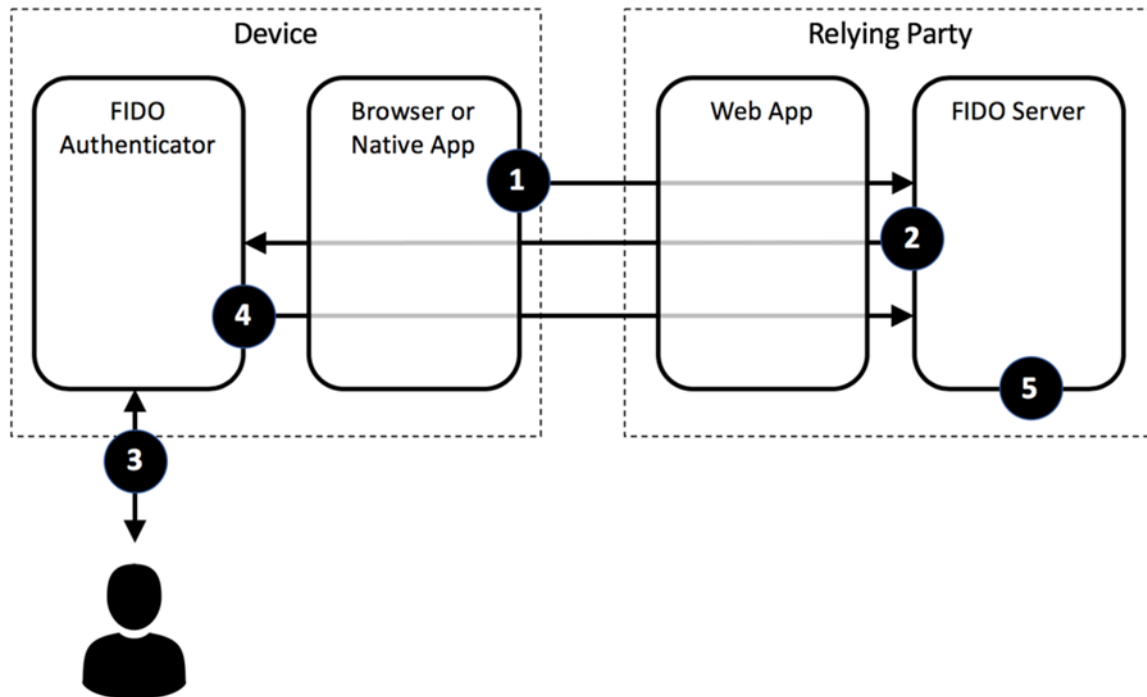 Device
Relying Party
FIDO
Authenticator
Browser or
Native App
Web App
FIDO Server
1
2
4
5
3